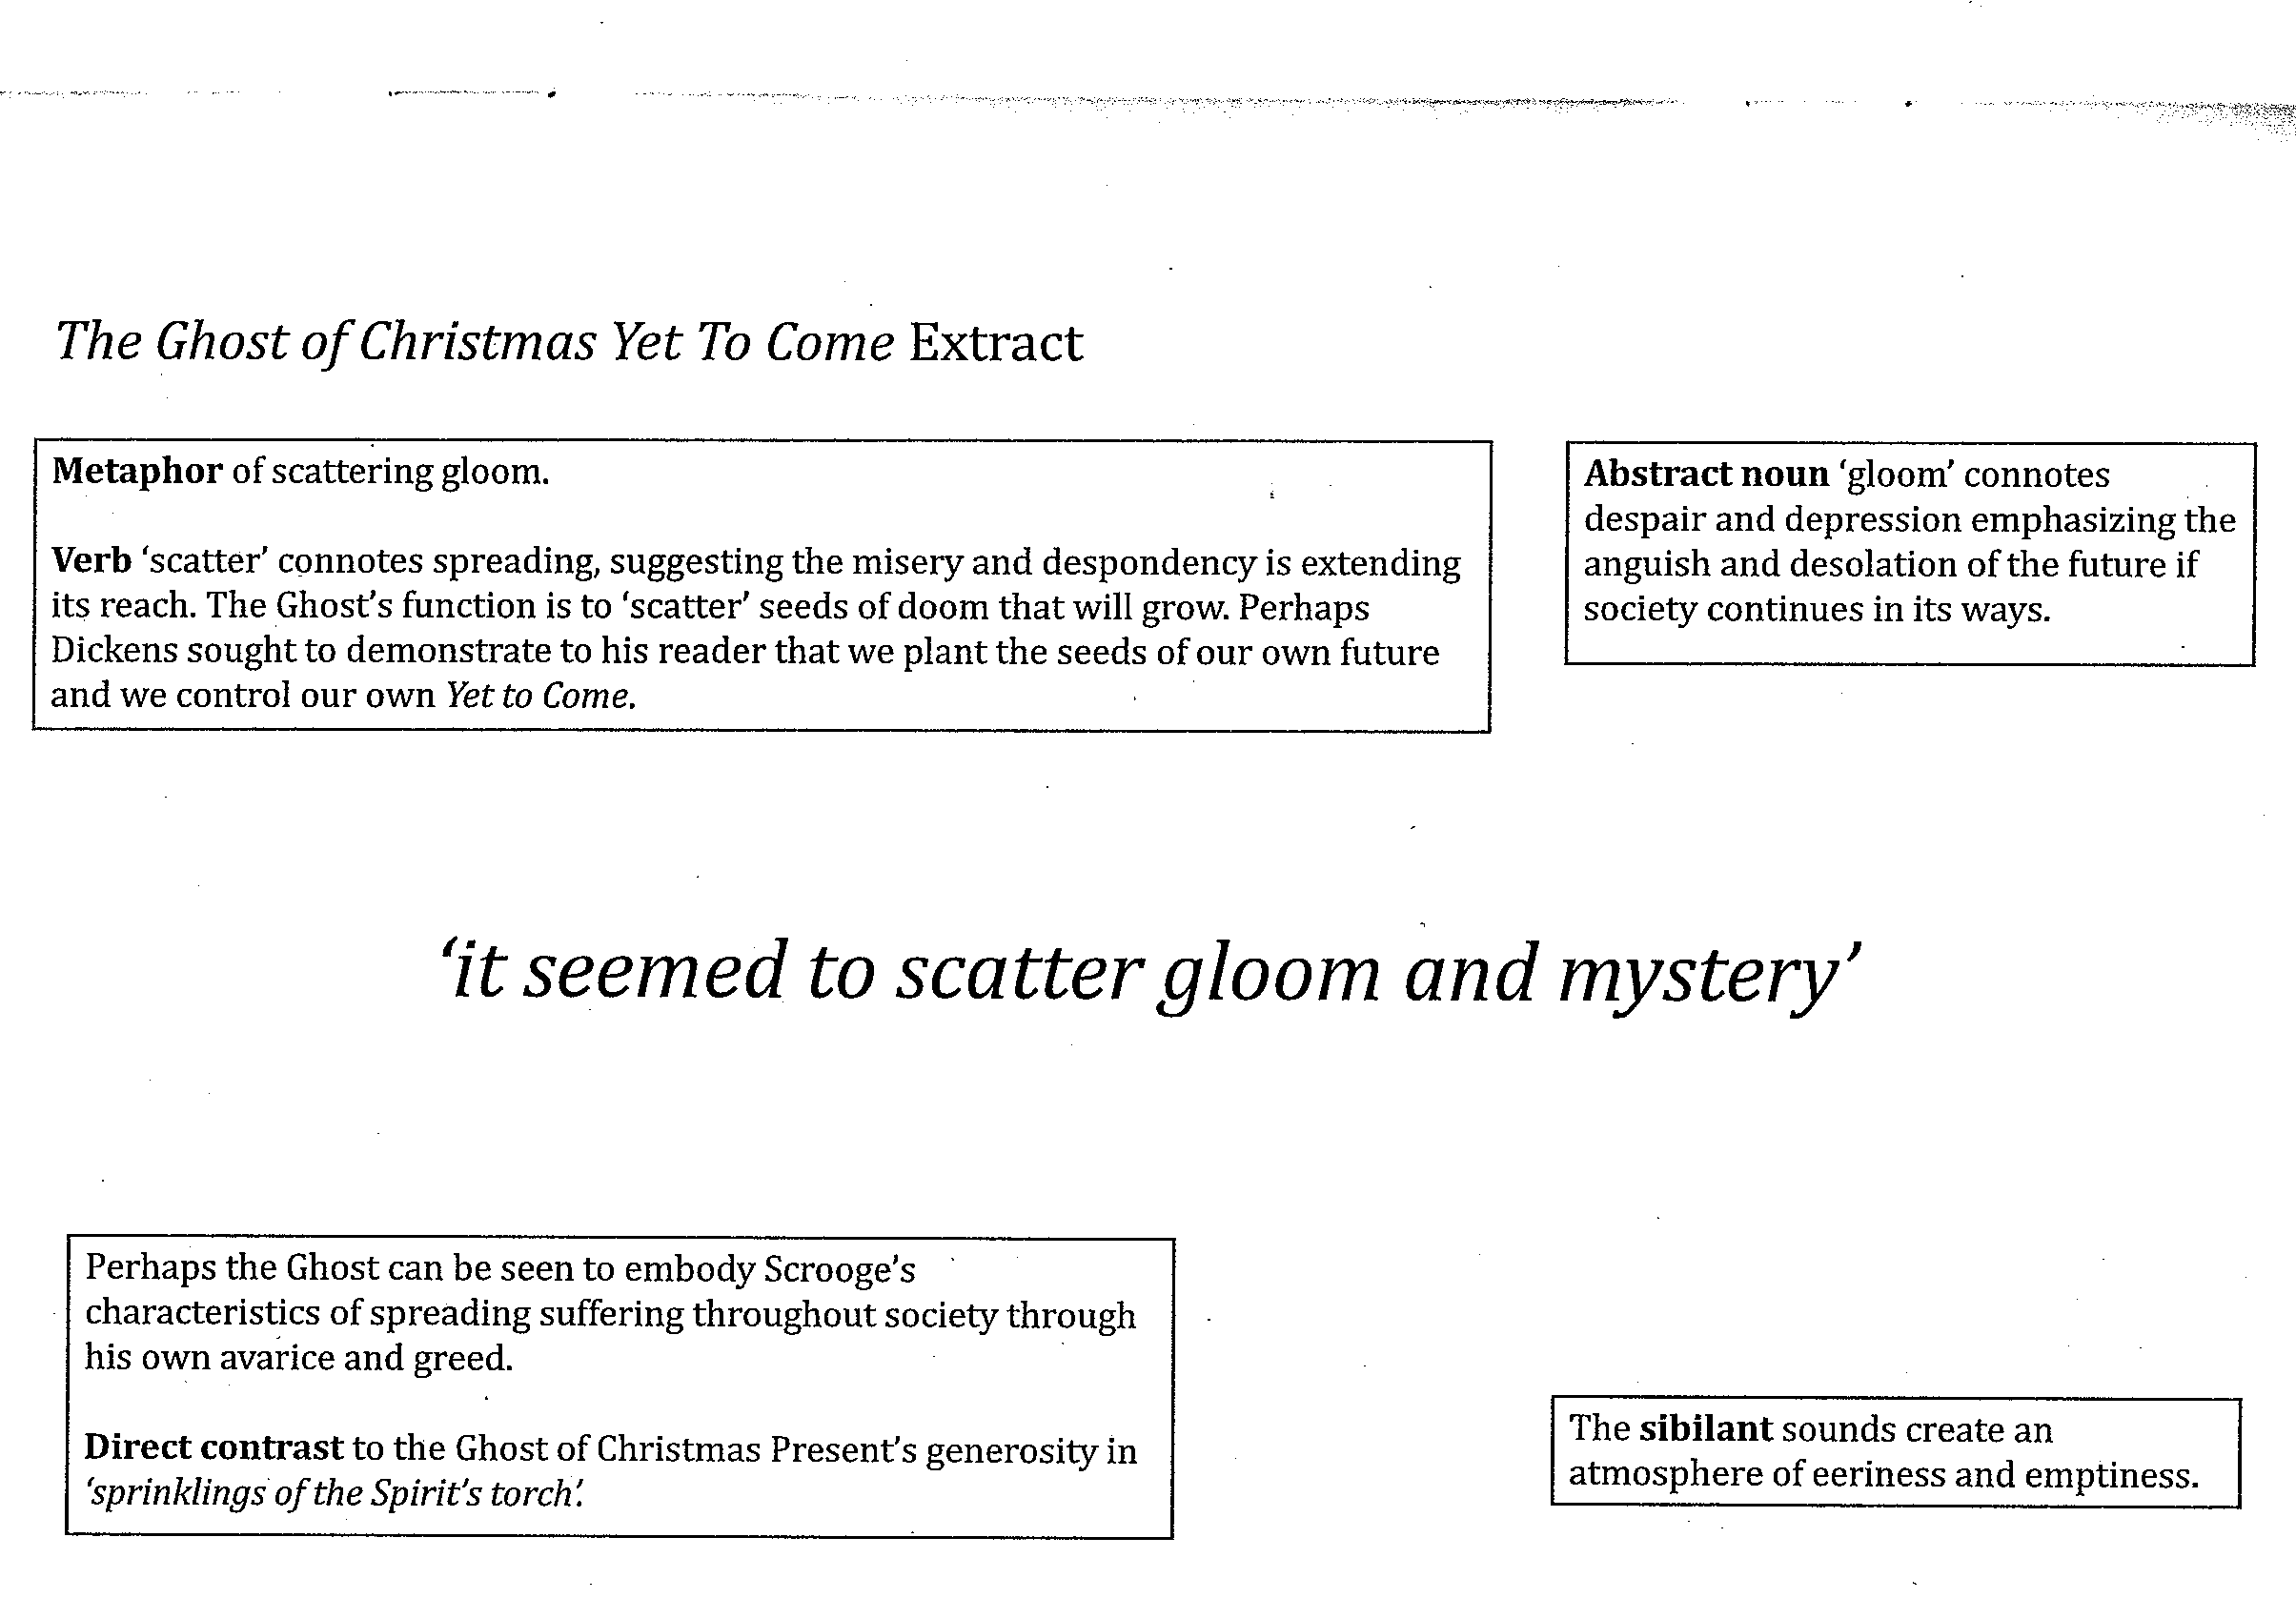 The Ghost of Christmas Yet To Come Extract
Metaphor of scattering gloom.
Verb ‘scatter’ connotes spreading, suggesting the misery and despondency is extending
its reach. The Ghost’s function is to ‘scatter’ seeds of doom that will grow. Perhaps
Dickens sought to demonstrate to his reader that we plant the seeds of our own future
and we control our own Yet to Come.
Abstract noun ‘gloom’ connotes
despair and depression emphasizing the
anguish and desolation of the future if
society continues in its ways.
‘it seemed to scatter gloom and mystery’
Perhaps the Ghost can be seen to embody Scrooge’s
characteristics of spreading suffering throughout society through
his own avarice and greed.
Direct contrast to the Ghost of Christmas Present’s generosity in
‘sprinklings of the Spirit’s torch’.
The sibilant sounds create an
atmosphere of eeriness and emptiness.